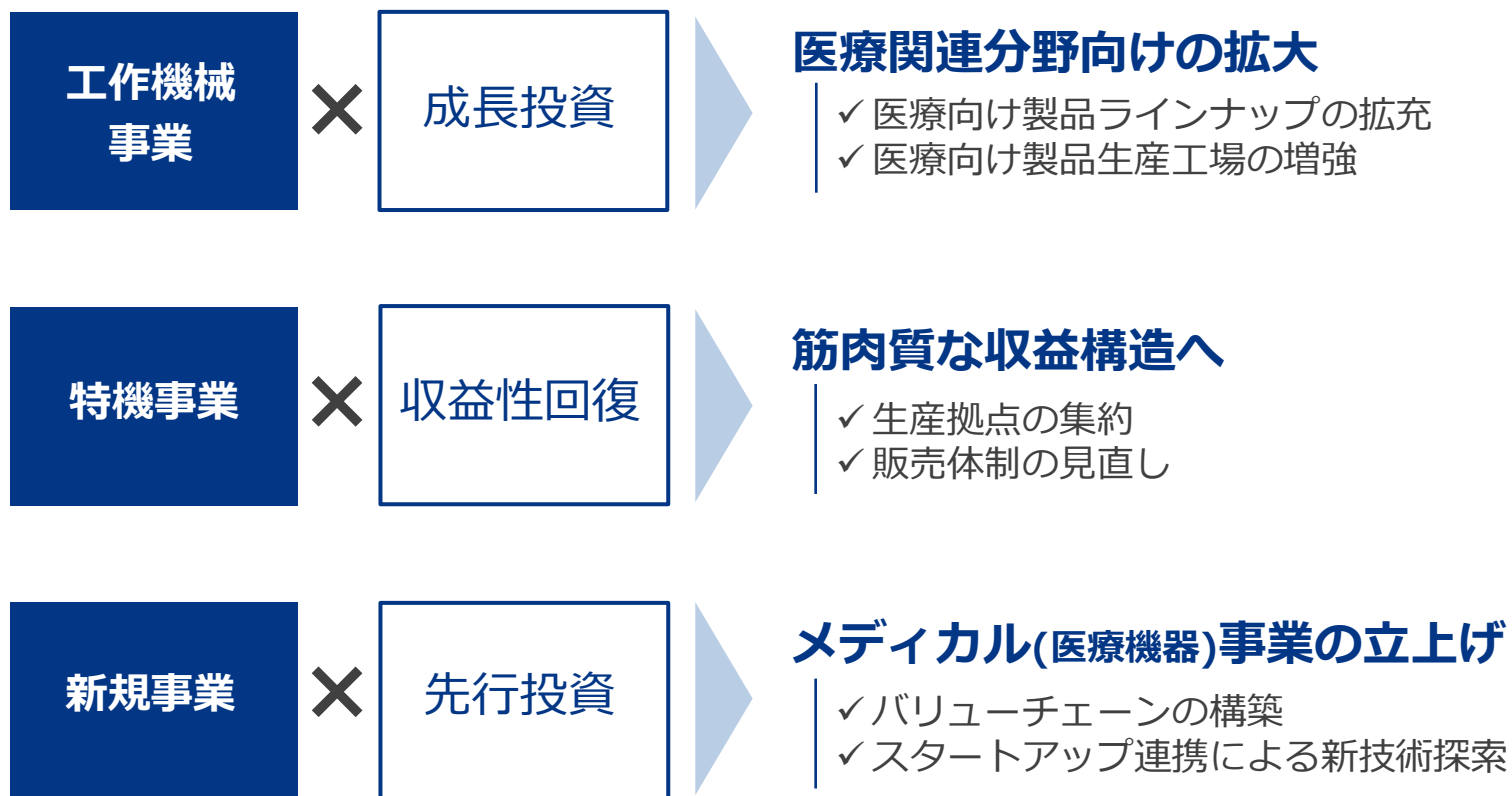 工作機械
事業
×
成長投資
医療関連分野向けの拡大
✓ 医療向け製品ラインナップの拡充
✓ 医療向け製品生産工場の増強
特機事業
×
収益性回復
筋肉質な収益構造へ
✓ 生産拠点の集約
✓ 販売体制の見直し
新規事業
×
先行投資
メディカル(医療機器)事業の立上げ
✓ バリューチェーンの構築
✓ スタートアップ連携による新技術探索